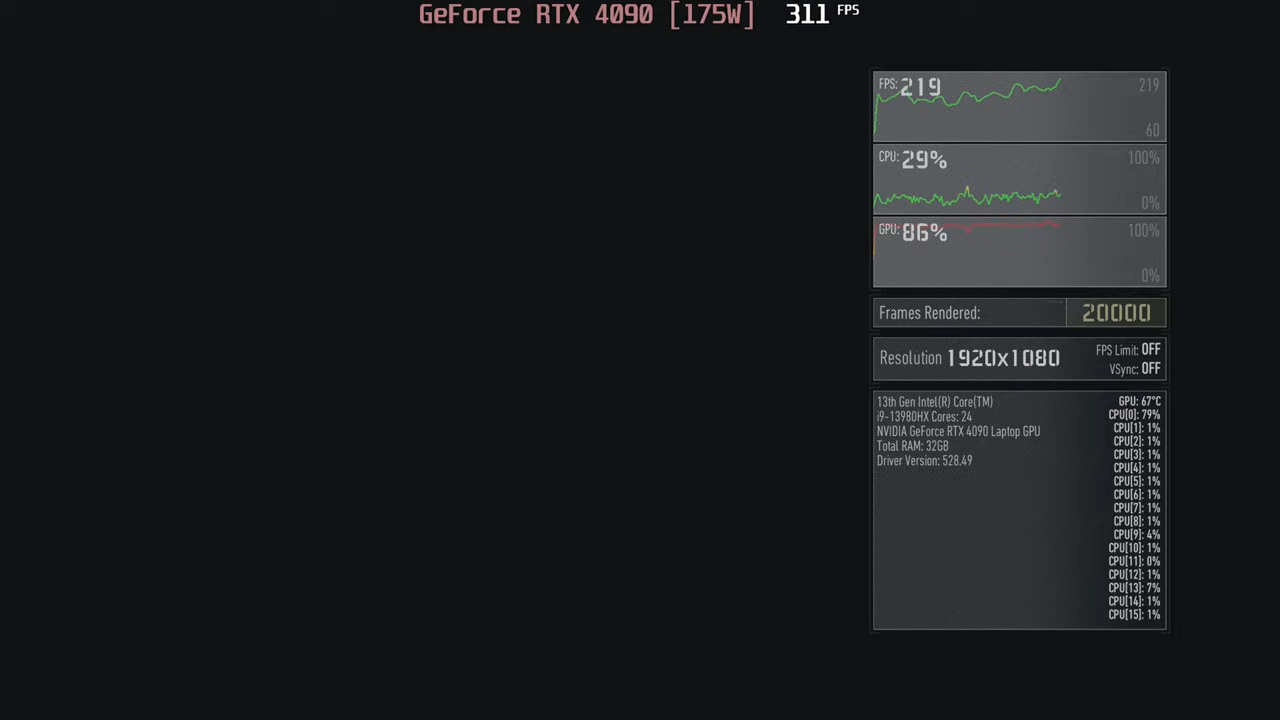 GeForce RTX 4090 [175W] 311 FPS
FPS: 219 219
60
CPU: 29% 100%
0%
GPU: 86% 100%
0%
Frames Rendered: 20000
Resolution 1920x1080 FPS Limit: OFF
VSync: OFF
13th Gen Intel(R) Core(TM)
i9-13980HX Cores: 24
NVIDIA GeForce RTX 4090 Laptop GPU
Total RAM: 32GB
Driver Version: 528.49
GPU: 67°C
CPU[0]: 79%
CPU[1]: 1%
CPU[2]: 1%
CPU[3]: 1%
CPU[4]: 1%
CPU[5]: 1%
CPU[6]: 1%
CPU[7]: 1%
CPU[8]: 1%
CPU[9]: 4%
CPU[10]: 1%
CPU[11]: 0%
CPU[12]: 1%
CPU[13]: 7%
CPU[14]: 1%
CPU[15]: 1%